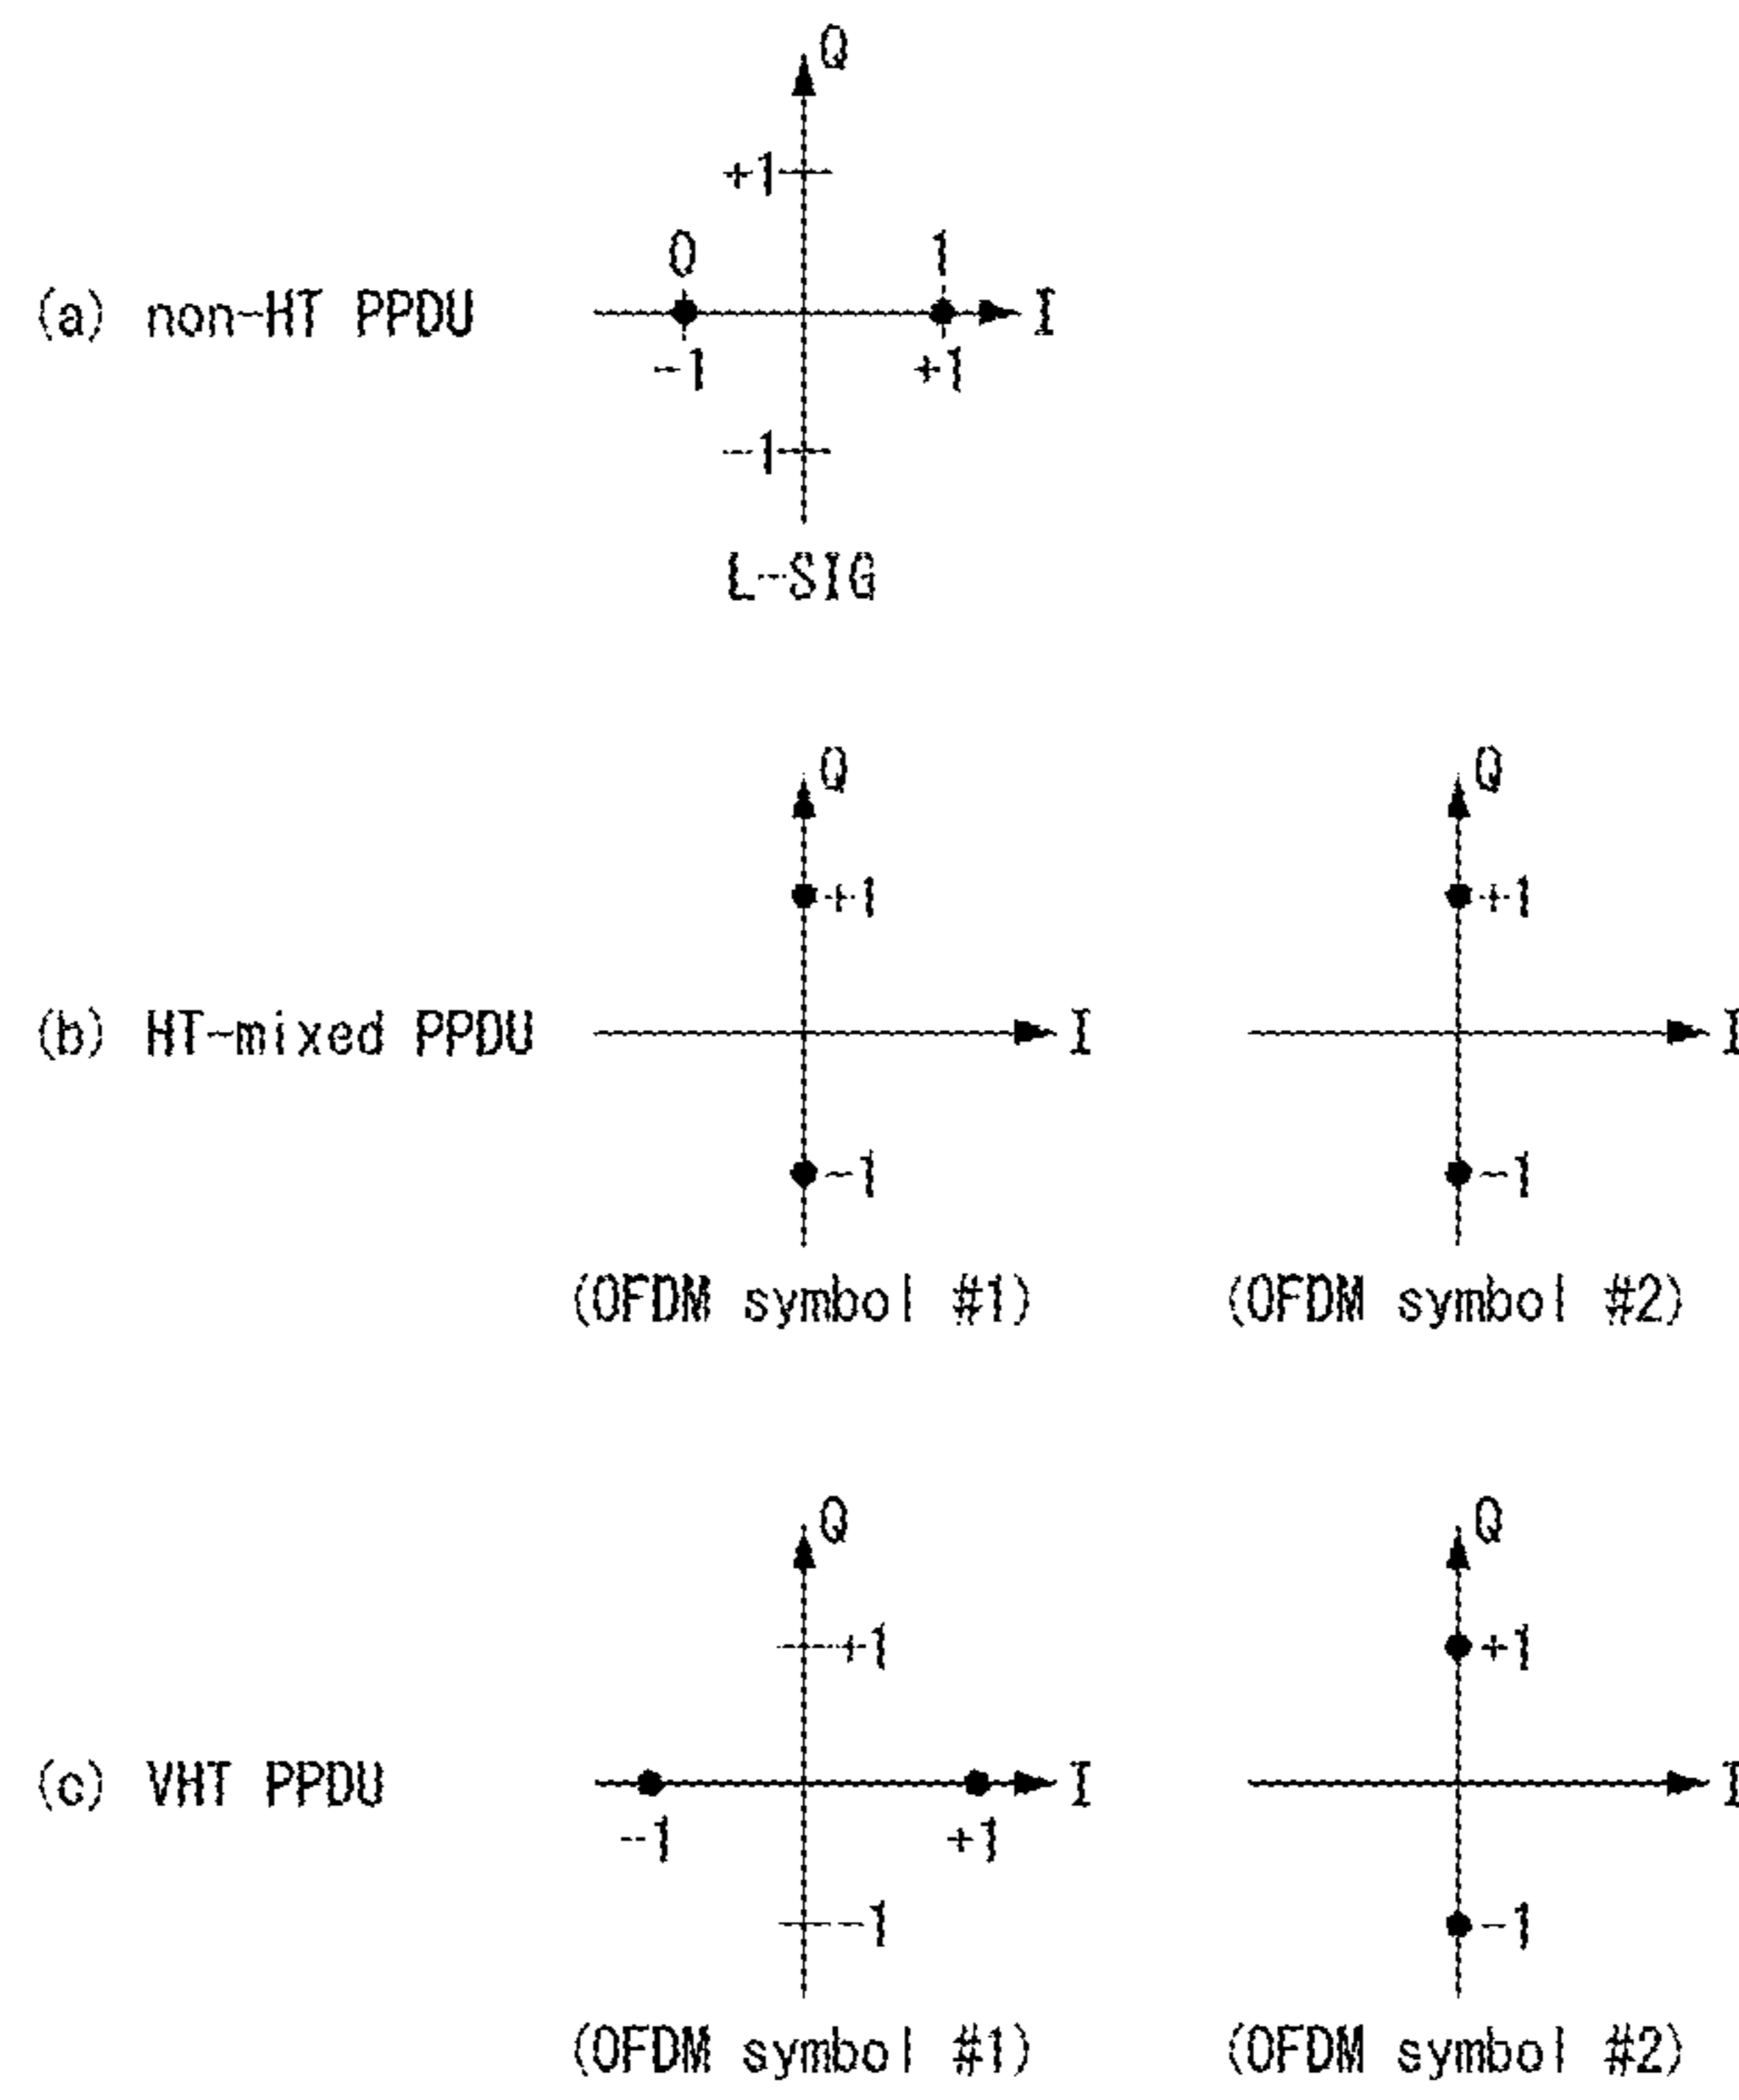 Q
+1
0 1
(a) non-HT PPDU I
-1 +1
-1
L-SIG
Q Q
+1 +1
(b) HT-mixed PPDU I I
-1 -1
(OFDM symbol #1) (OFDM symbol #2)
Q Q
+1 +1
(c) VHT PPDU I I
-1 +1
-1 -1
(OFDM symbol #1) (OFDM symbol #2)